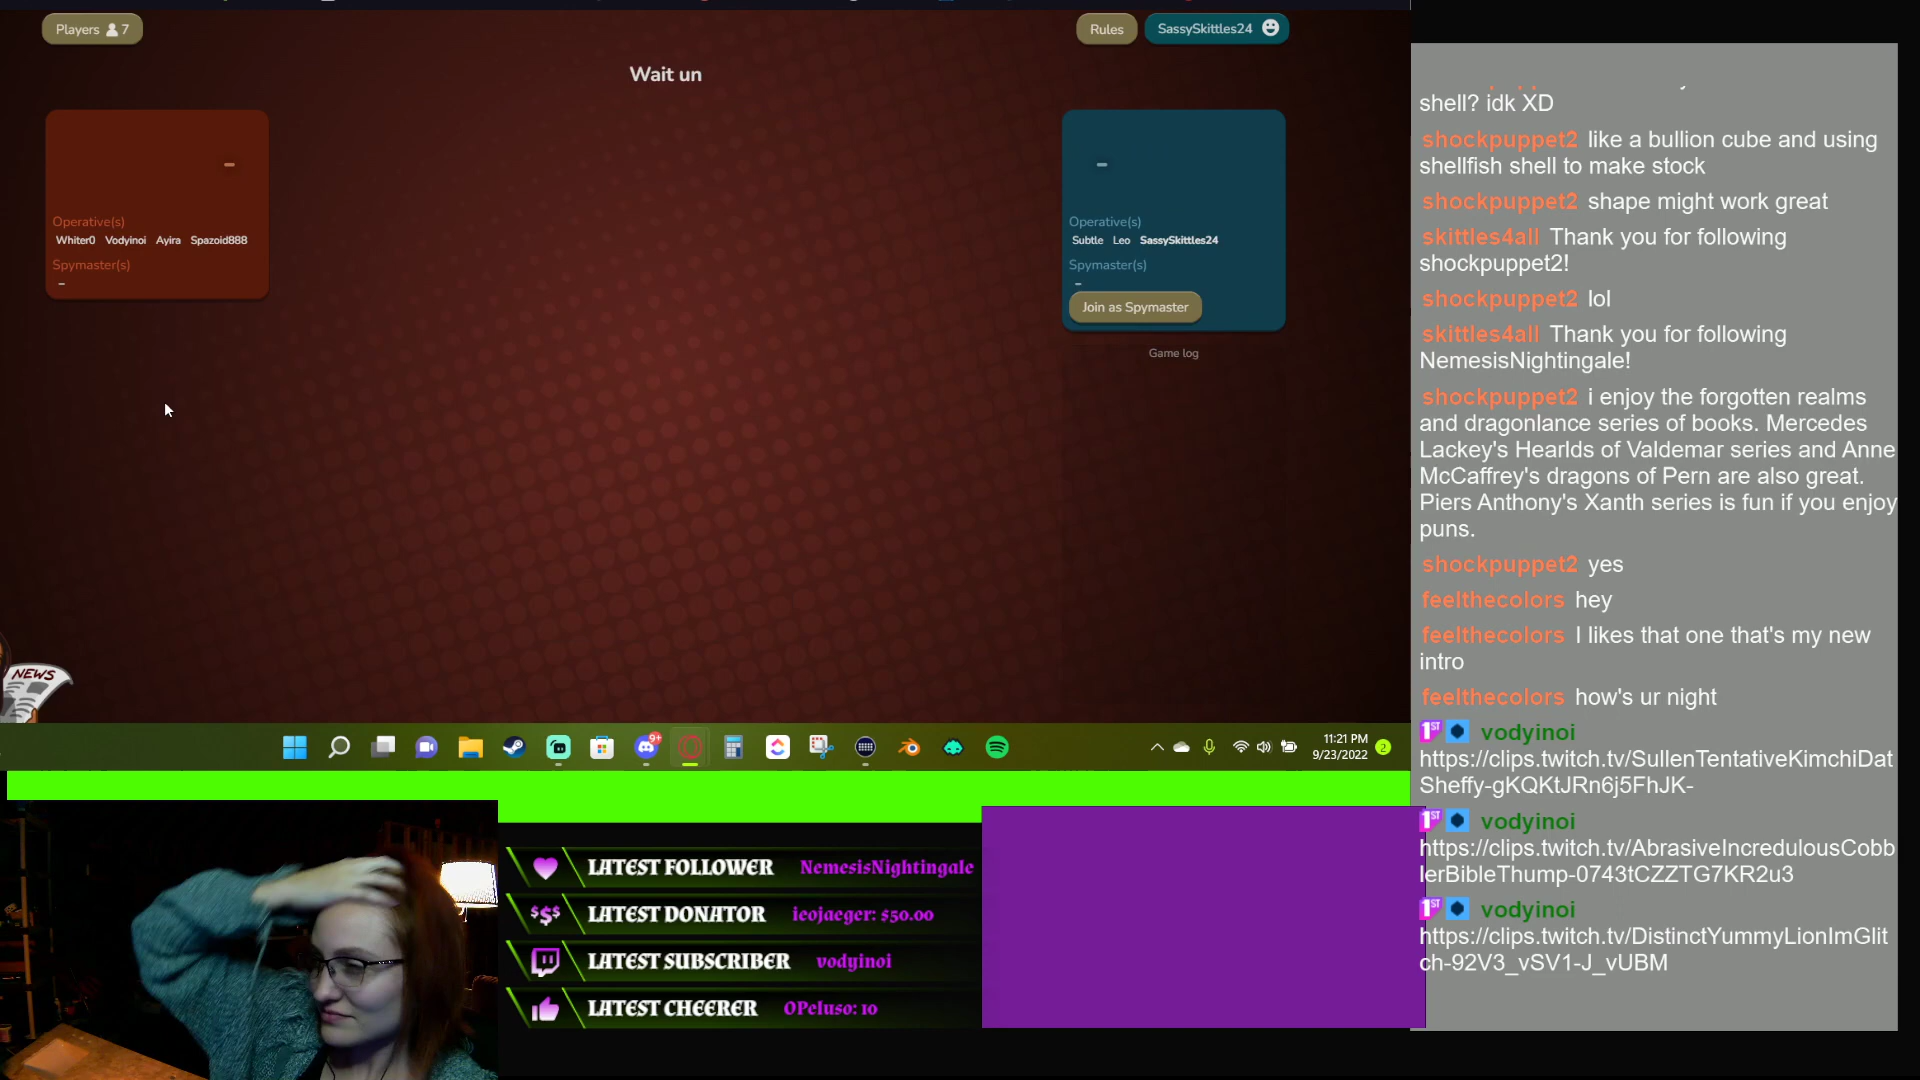 Players 7
Rules
SassySkittles24
Wait un
-
Operative(s)
Whiter0 Vodyinoi Ayira Spazoid888
Spymaster(s)
-
-
Operative(s)
Subtle Leo SassySkittles24
Spymaster(s)
-
Join as Spymaster
Game log
NEWS
9+
11:21 PM
9/23/2022
2
LATEST FOLLOWER NemesisNightingale
$$$ LATEST DONATOR icojaeger: $50.00
LATEST SUBSCRIBER vodyinoi
LATEST CHEERER OPeluso: 10
shell? idk XD
shockpuppet2 like a bullion cube and using
shellfish shell to make stock
shockpuppet2 shape might work great
skittles4all Thank you for following
shockpuppet2!
shockpuppet2 lol
skittles4all Thank you for following
NemesisNightingale!
shockpuppet2 i enjoy the forgotten realms
and dragonlance series of books. Mercedes
Lackey's Hearlds of Valdemar series and Anne
McCaffrey's dragons of Pern are also great.
Piers Anthony's Xanth series is fun if you enjoy
puns.
shockpuppet2 yes
feelthecolors hey
feelthecolors I likes that one that's my new
intro
feelthecolors how's ur night
1ST vodyinoi
https://clips.twitch.tv/SullenTentativeKimchiDat
Sheffy-gKQKtJRn6j5FhJK-
1ST vodyinoi
https://clips.twitch.tv/AbrasiveIncredulousCobb
lerBibleThump-0743tCZZTG7KR2u3
1ST vodyinoi
https://clips.twitch.tv/DistinctYummyLionImGlit
ch-92V3_vSV1-J_vUBM